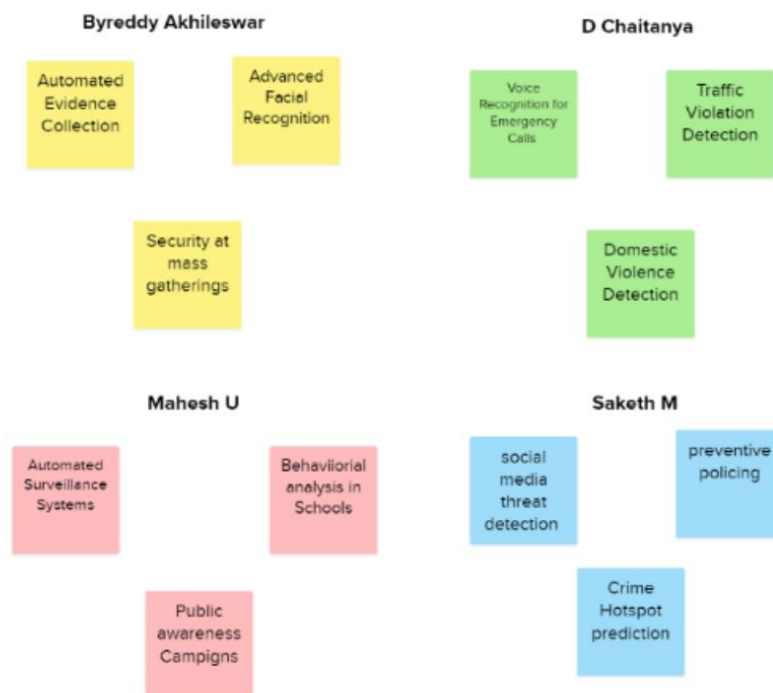 Byreddy Akhileswar
Automated
Evidence
Collection
Advanced
Facial
Recognition
Security at
mass
gatherings
D Chaitanya
Voice
Recognition for
Emergency
Calls
Traffic
Violation
Detection
Domestic
Violence
Detection
Mahesh U
Automated
Surveillance
Systems
Behaviiorial
analysis in
Schools
Public
awareness
Campigns
Saketh M
social
media
threat
detection
preventive
policing
Crime
Hotspot
prediction